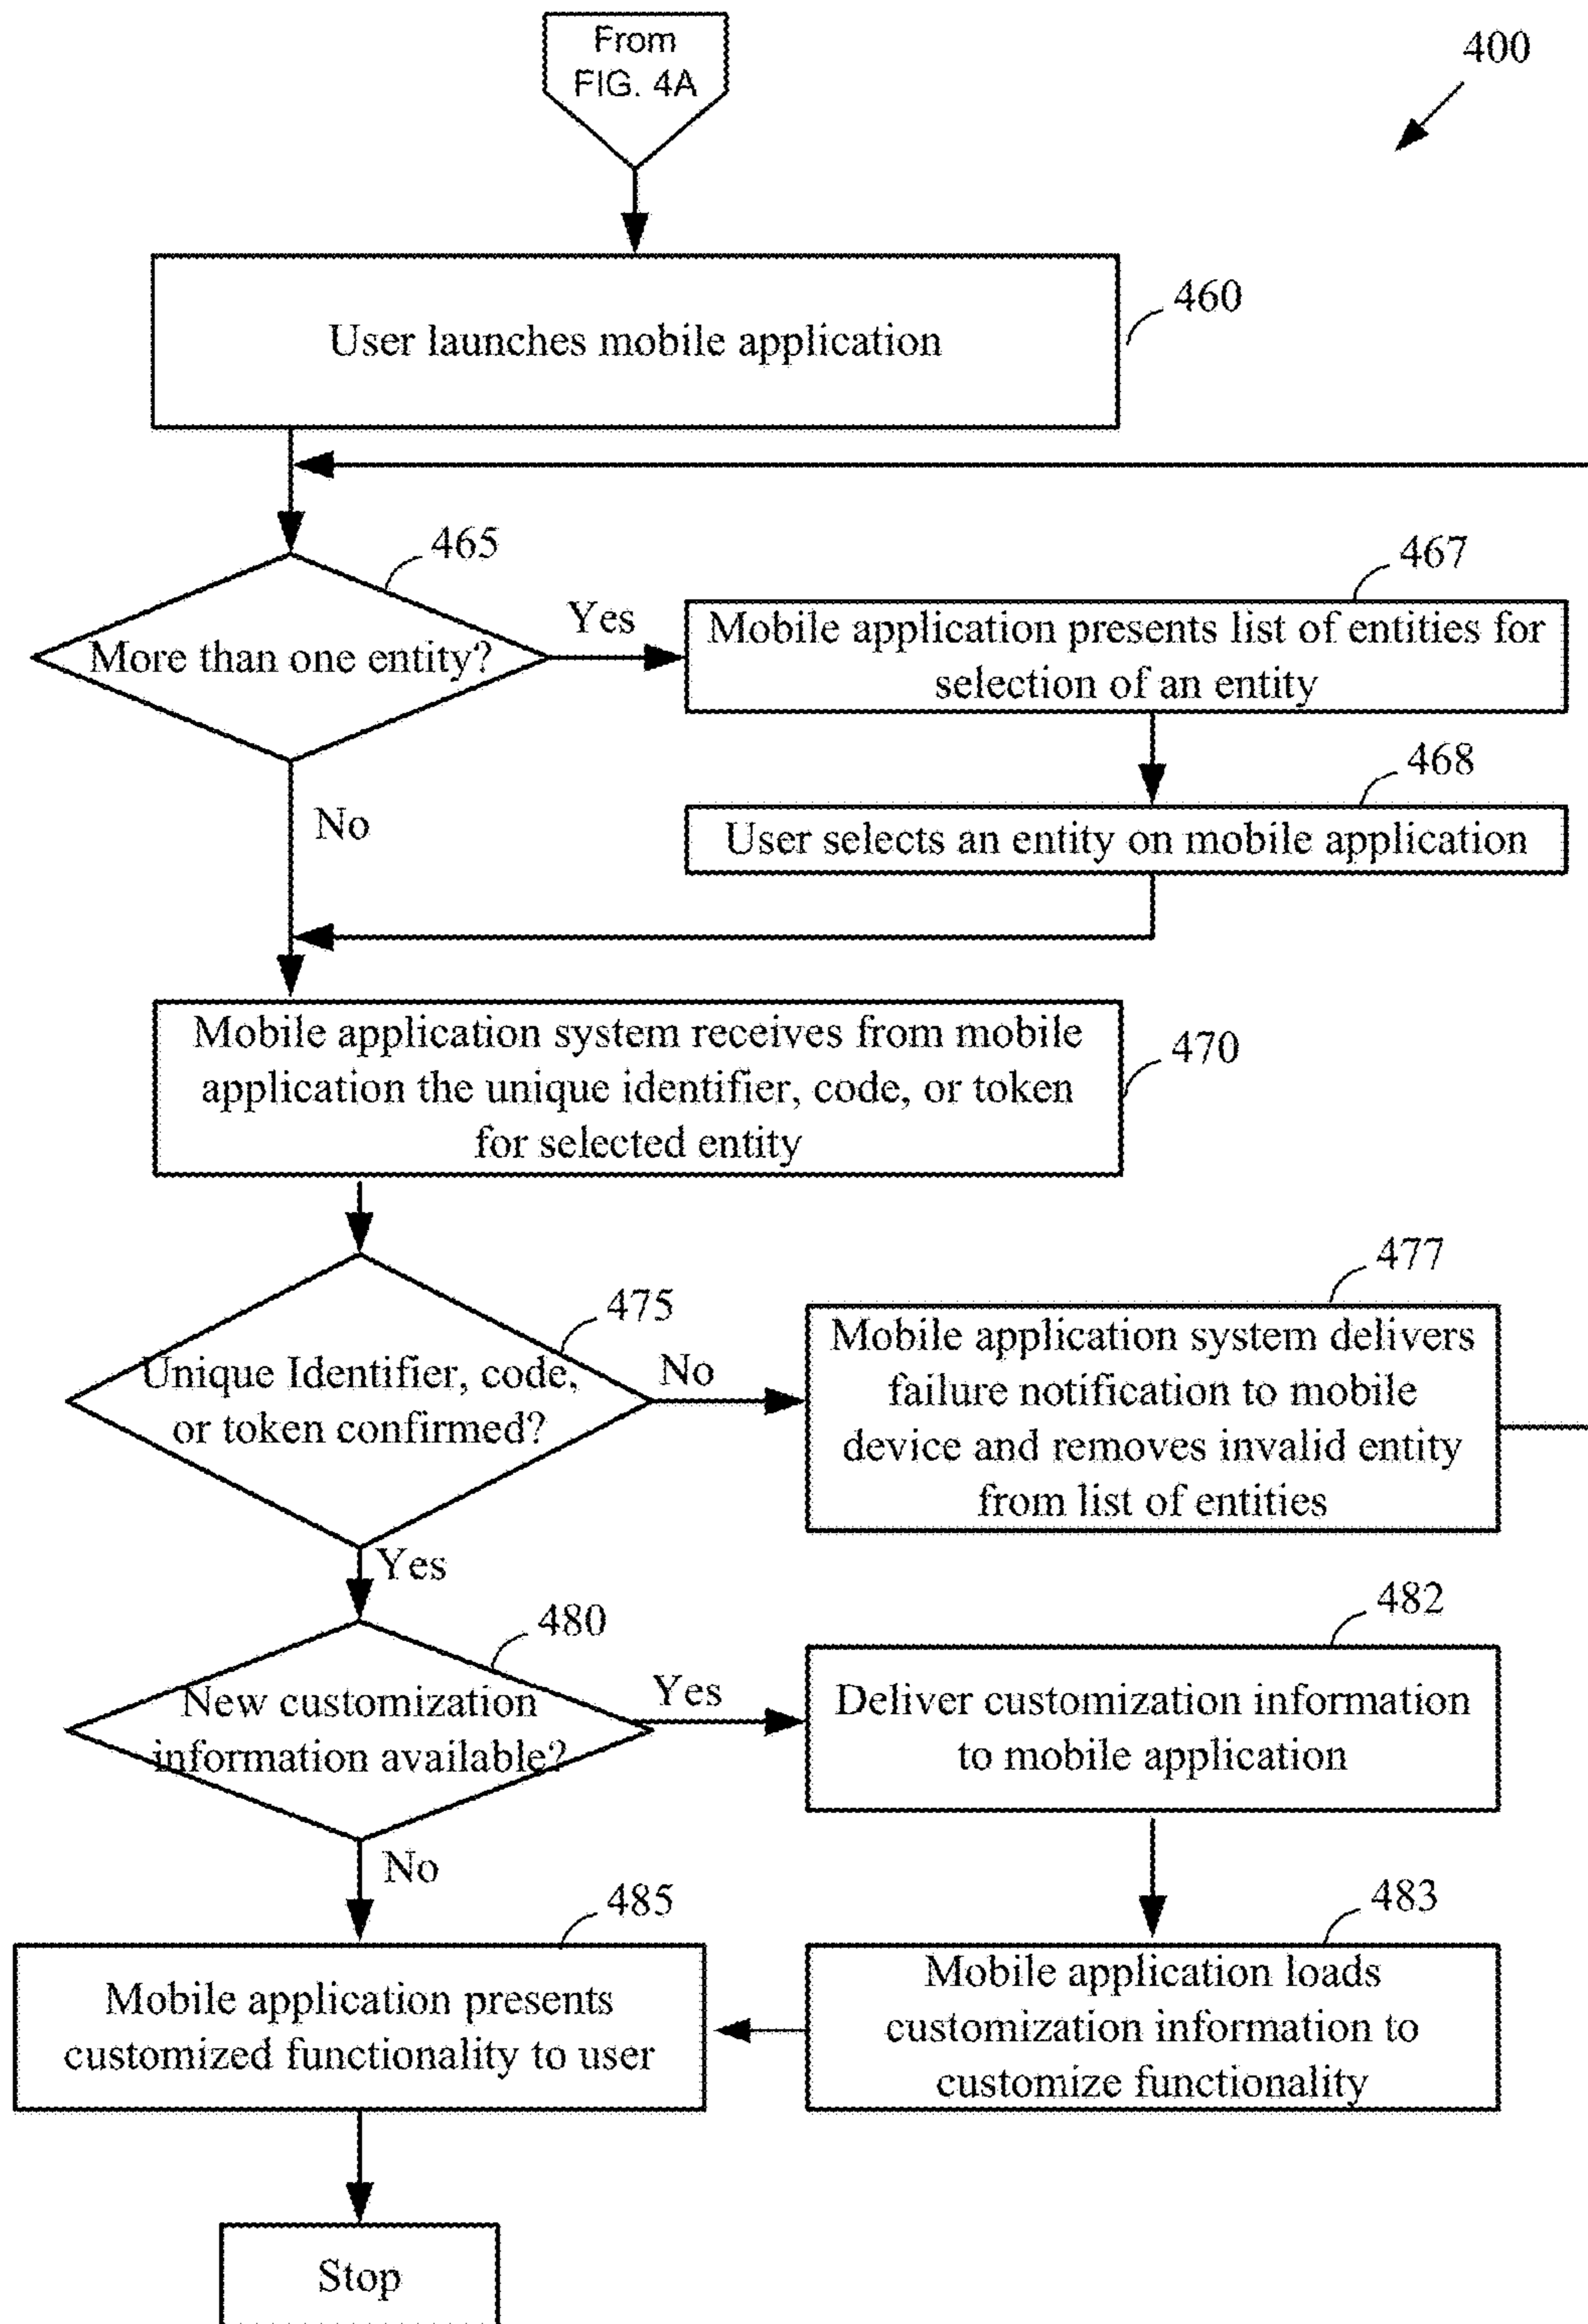 From
FIG. 4A
400
User launches mobile application
460
465
More than one entity?
Yes
467
Mobile application presents list of entities for
selection of an entity
468
User selects an entity on mobile application
No
Mobile application system receives from mobile
application the unique identifier, code, or token
for selected entity
470
475
Unique Identifier, code,
or token confirmed?
No
477
Mobile application system delivers
failure notification to mobile
device and removes invalid entity
from list of entities
Yes
480
New customization
information available?
Yes
482
Deliver customization information
to mobile application
No
483
Mobile application loads
customization information to
customize functionality
485
Mobile application presents
customized functionality to user
Stop